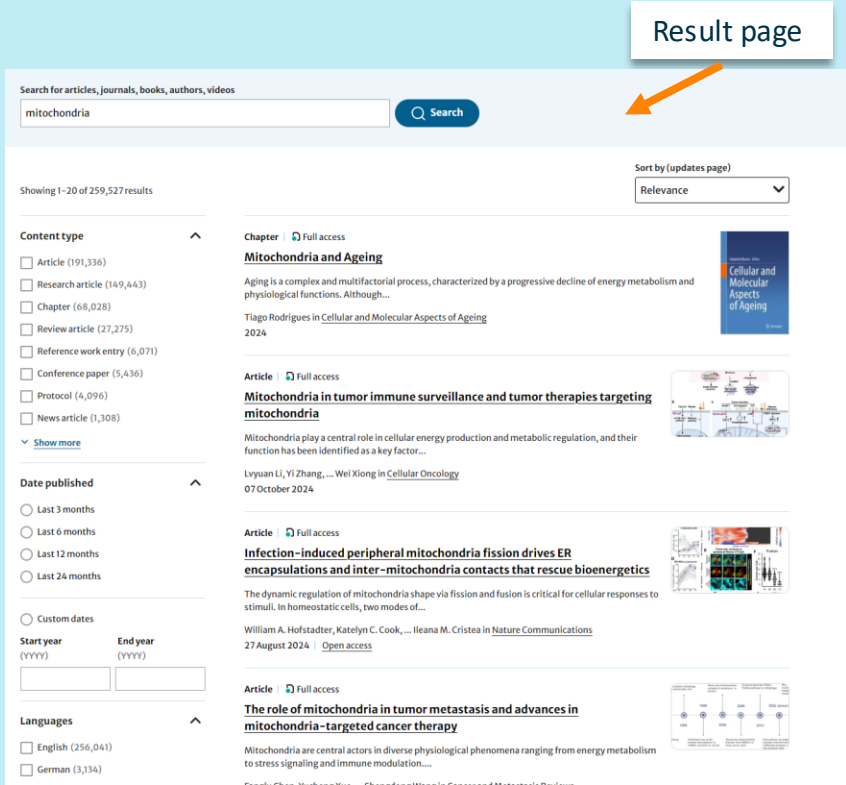 Result page
Search for articles, journals, books, authors, videos
mitochondria
Search
Sort by (updates page)
Relevance
Showing 1-20 of 259,527 results
Content type
Article (191,336)
Research article (149,443)
Chapter (68,028)
Review article (27,275)
Reference work entry (6,071)
Conference paper (5,436)
Protocol (4,096)
News article (1,308)
Show more
Date published
Last 3 months
Last 6 months
Last 12 months
Last 24 months
Custom dates
Start year
(YYYY)
End year
(YYYY)
Languages
English (256,041)
German (3,134)
Chapter
Full access
Mitochondria and Ageing
Aging is a complex and multifactorial process, characterized by a progressive decline of energy metabolism and
physiological functions. Although...
Tiago Rodrigues in Cellular and Molecular Aspects of Ageing
2024
Cellular and
Molecular
Aspects
of Ageing
Article
Full access
Mitochondria in tumor immune surveillance and tumor therapies targeting
mitochondria
Mitochondria play a central role in cellular energy production and metabolic regulation, and their
function has been identified as a key factor...
Lvyuan Li, Yi Zhang, ... Wei Xiong in Cellular Oncology
07 October 2024
Article
Full access
Infection-induced peripheral mitochondria fission drives ER
encapsulations and inter-mitochondria contacts that rescue bioenergetics
The dynamic regulation of mitochondria shape via fission and fusion is critical for cellular responses to
stimuli. In homeostatic cells, two modes of...
William A. Hofstadter, Katelyn C. Cook, ... Ileana M. Cristea in Nature Communications
27 August 2024
Open access
Article
Full access
The role of mitochondria in tumor metastasis and advances in
mitochondria-targeted cancer therapy
Mitochondria are central actors in diverse physiological phenomena ranging from energy metabolism
to stress signaling and immune modulation....